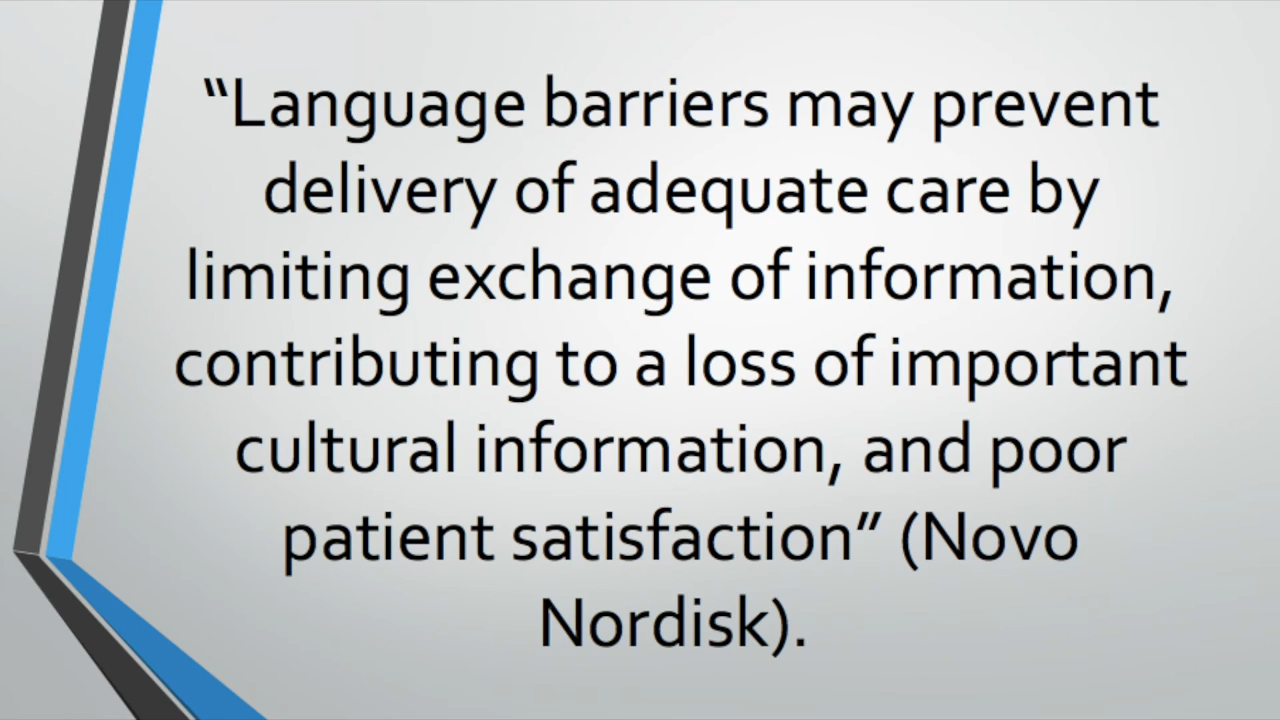 “Language barriers may prevent
delivery of adequate care by
limiting exchange of information,
contributing to a loss of important
cultural information, and poor
patient satisfaction” (Novo
Nordisk).